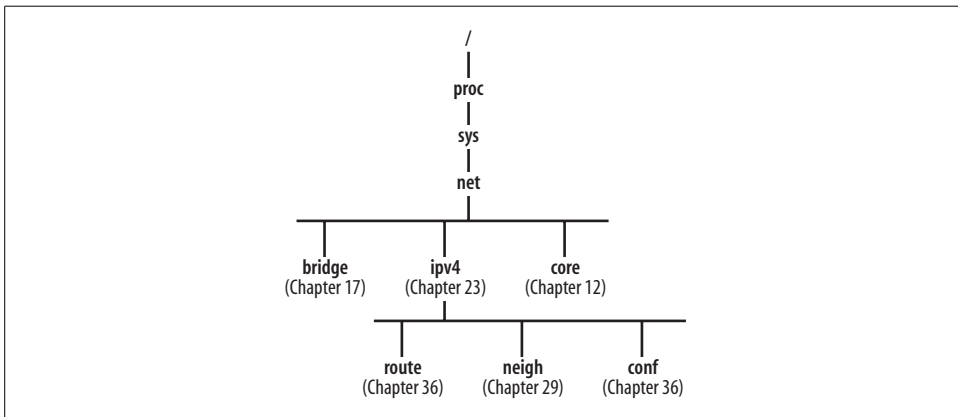 /
proc
sys
net
bridge ipv4 core
(Chapter 17) (Chapter 23) (Chapter 12)
route neigh conf
(Chapter 36) (Chapter 29) (Chapter 36)